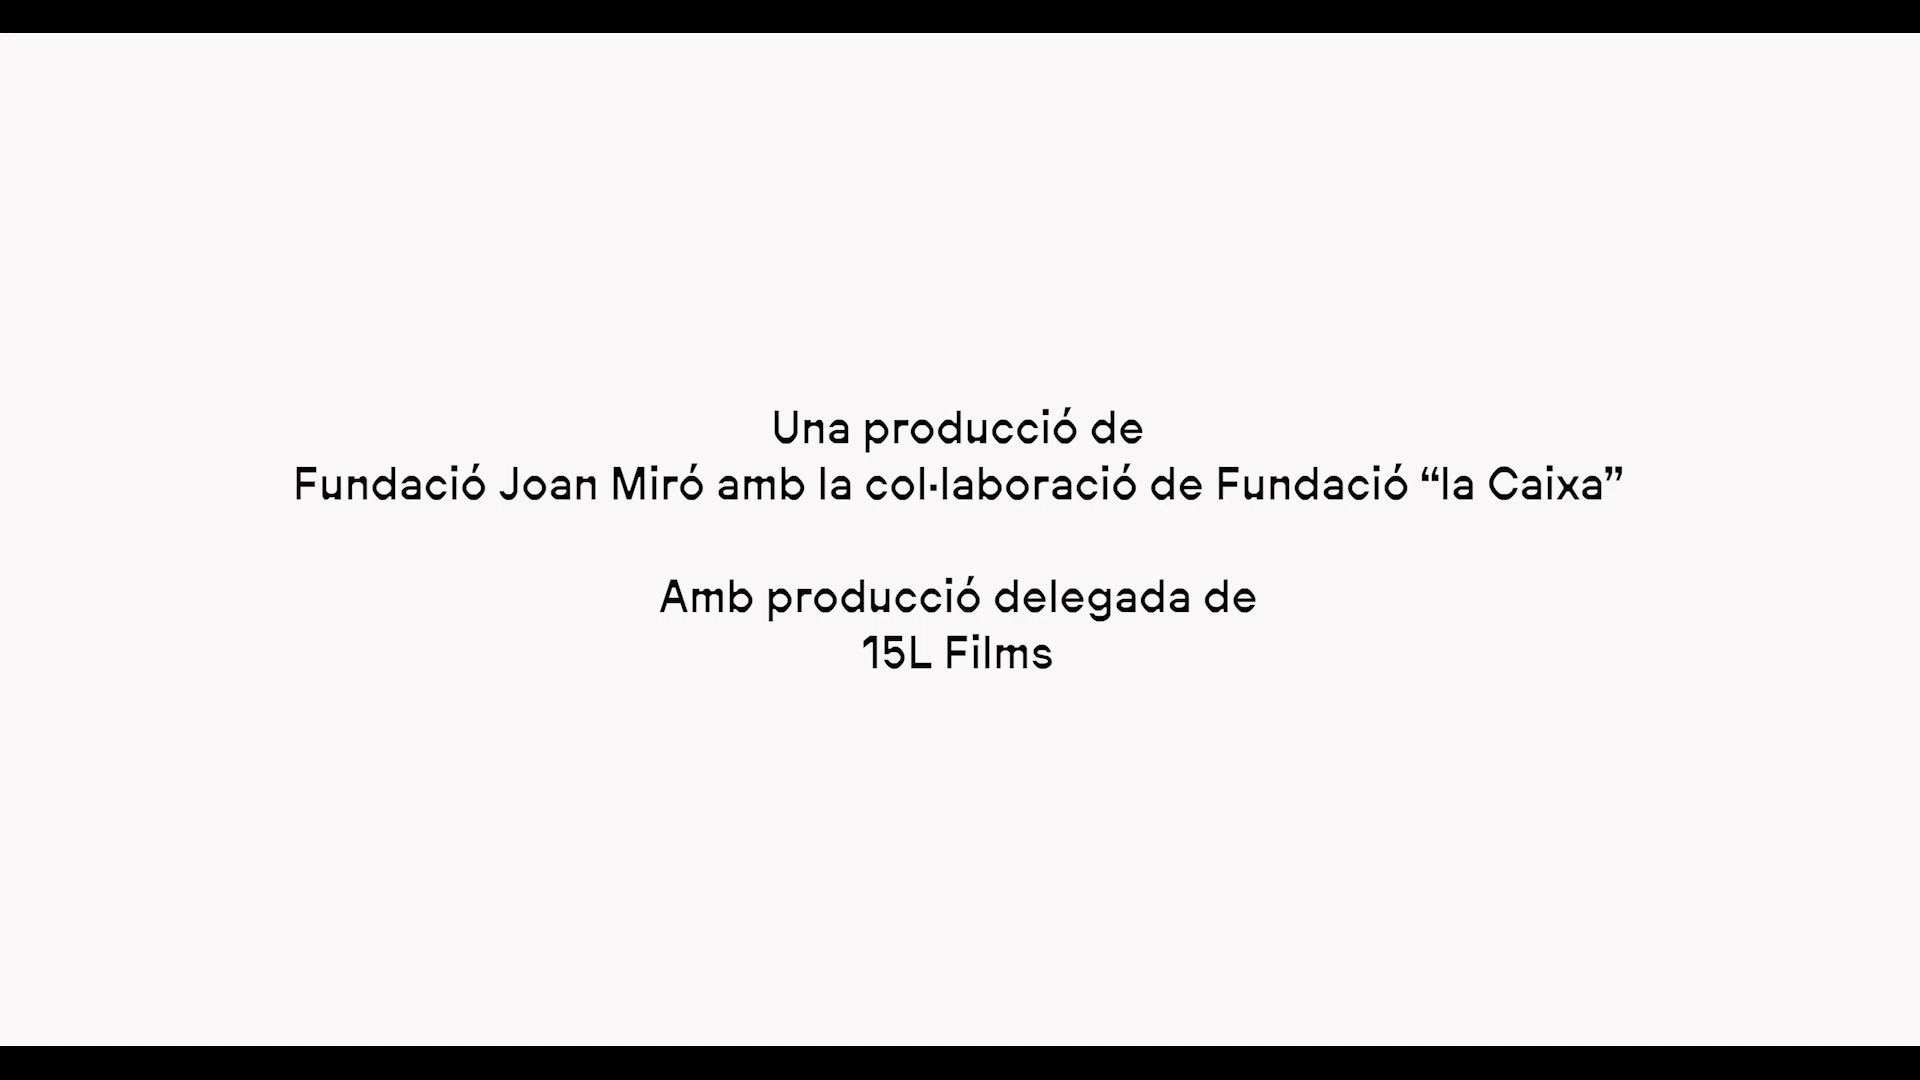 Una producció de
Fundació Joan Miró amb la col·laboració de Fundació “la Caixa”
Amb producció delegada de
15L Films